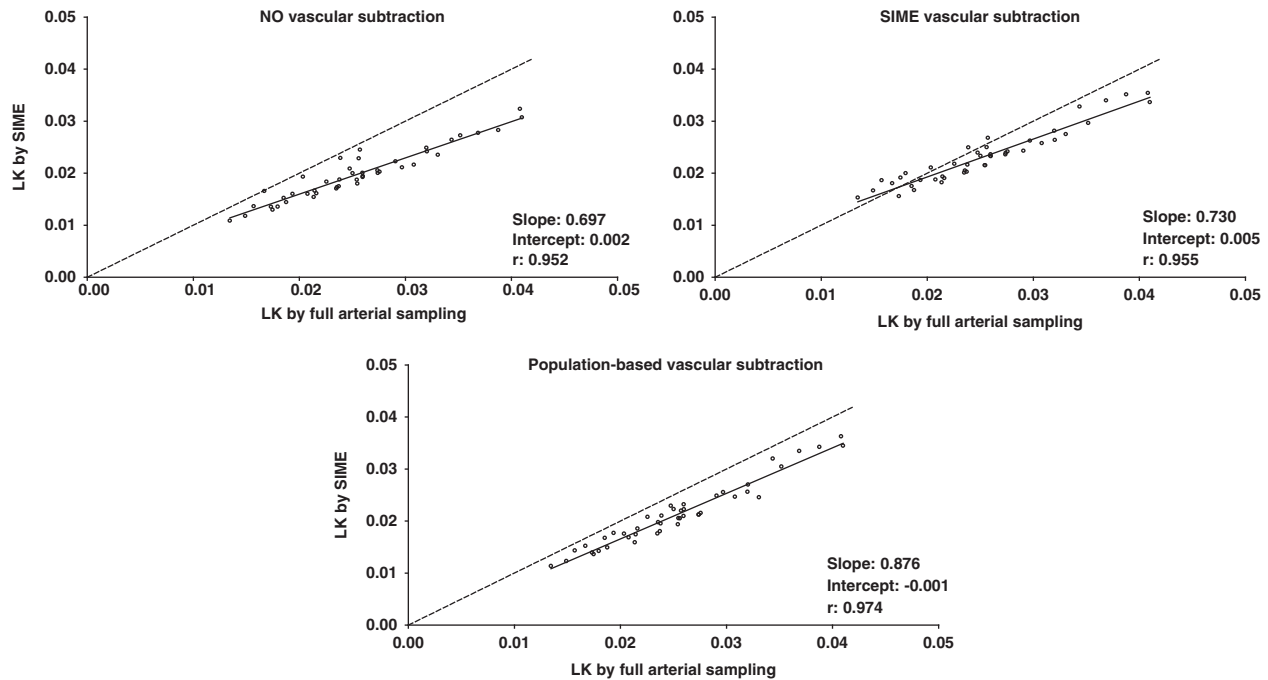 NO vascular subtraction
0.05
0.04
0.03
0.02
0.01
0.00
LK by SIME
Slope: 0.697
Intercept: 0.002
r: 0.952
0.00 0.01 0.02 0.03 0.04 0.05
LK by full arterial sampling
SIME vascular subtraction
0.05
0.04
0.03
0.02
0.01
0.00
Slope: 0.730
Intercept: 0.005
r: 0.955
0.00 0.01 0.02 0.03 0.04 0.05
LK by full arterial sampling
Population-based vascular subtraction
0.05
0.04
0.03
0.02
0.01
0.00
LK by SIME
Slope: 0.876
Intercept: -0.001
r: 0.974
0.00 0.01 0.02 0.03 0.04 0.05
LK by full arterial sampling